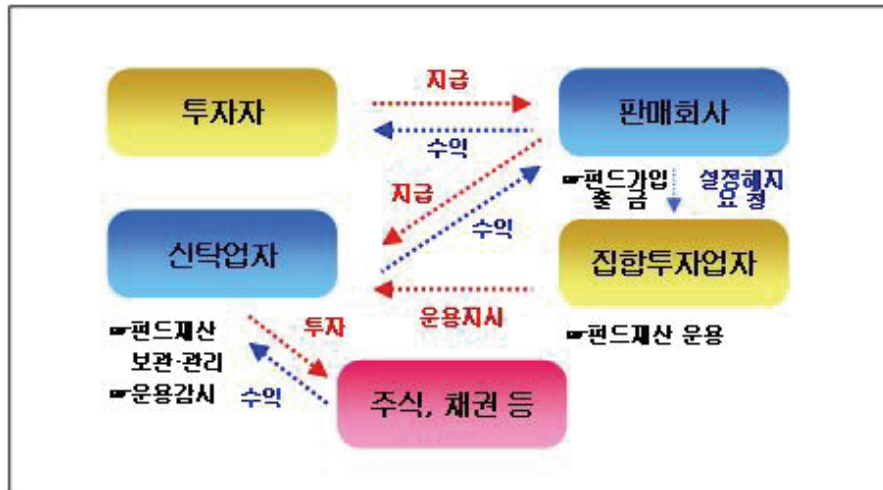 투자자
지급
수익
판매회사
☞펀드가입
출 금
설정해지
요 청
지급
수익
신탁업자
집합투자업자
운용지시
☞펀드재산
보관·관리
☞운용감시
투자
수익
☞펀드재산 운용
주식, 채권 등